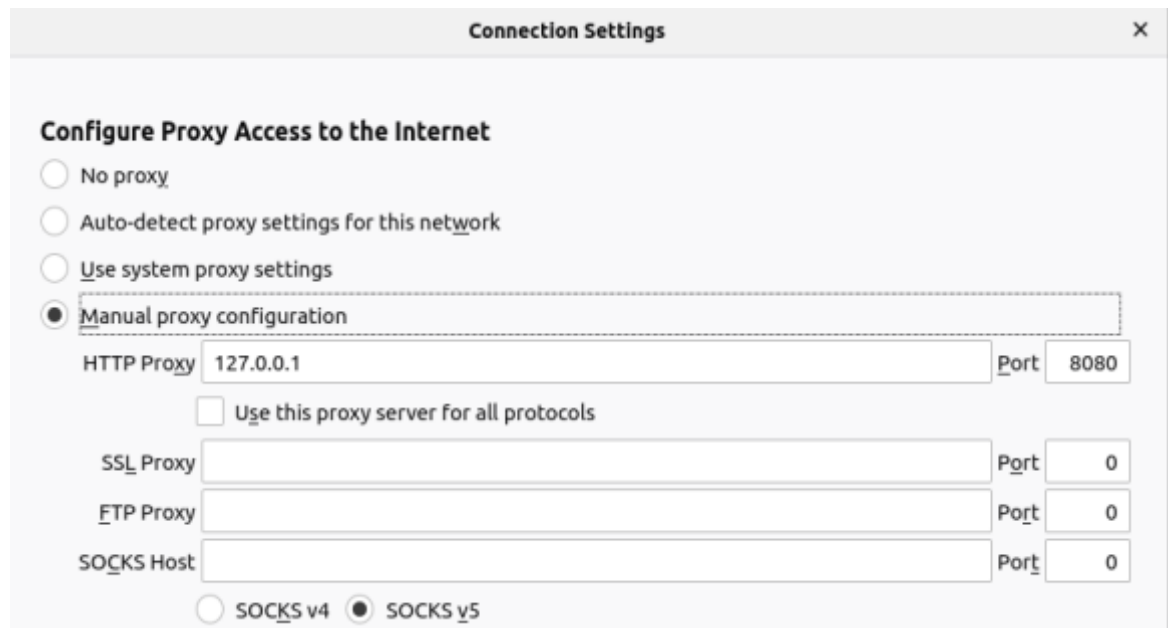 Connection Settings ×
Configure Proxy Access to the Internet
No proxy
Auto-detect proxy settings for this network
Use system proxy settings
Manual proxy configuration
HTTP Proxy 127.0.0.1 Port 8080
Use this proxy server for all protocols
SSL Proxy Port 0
FTP Proxy Port 0
SOCKS Host Port 0
SOCKS v4 SOCKS v5